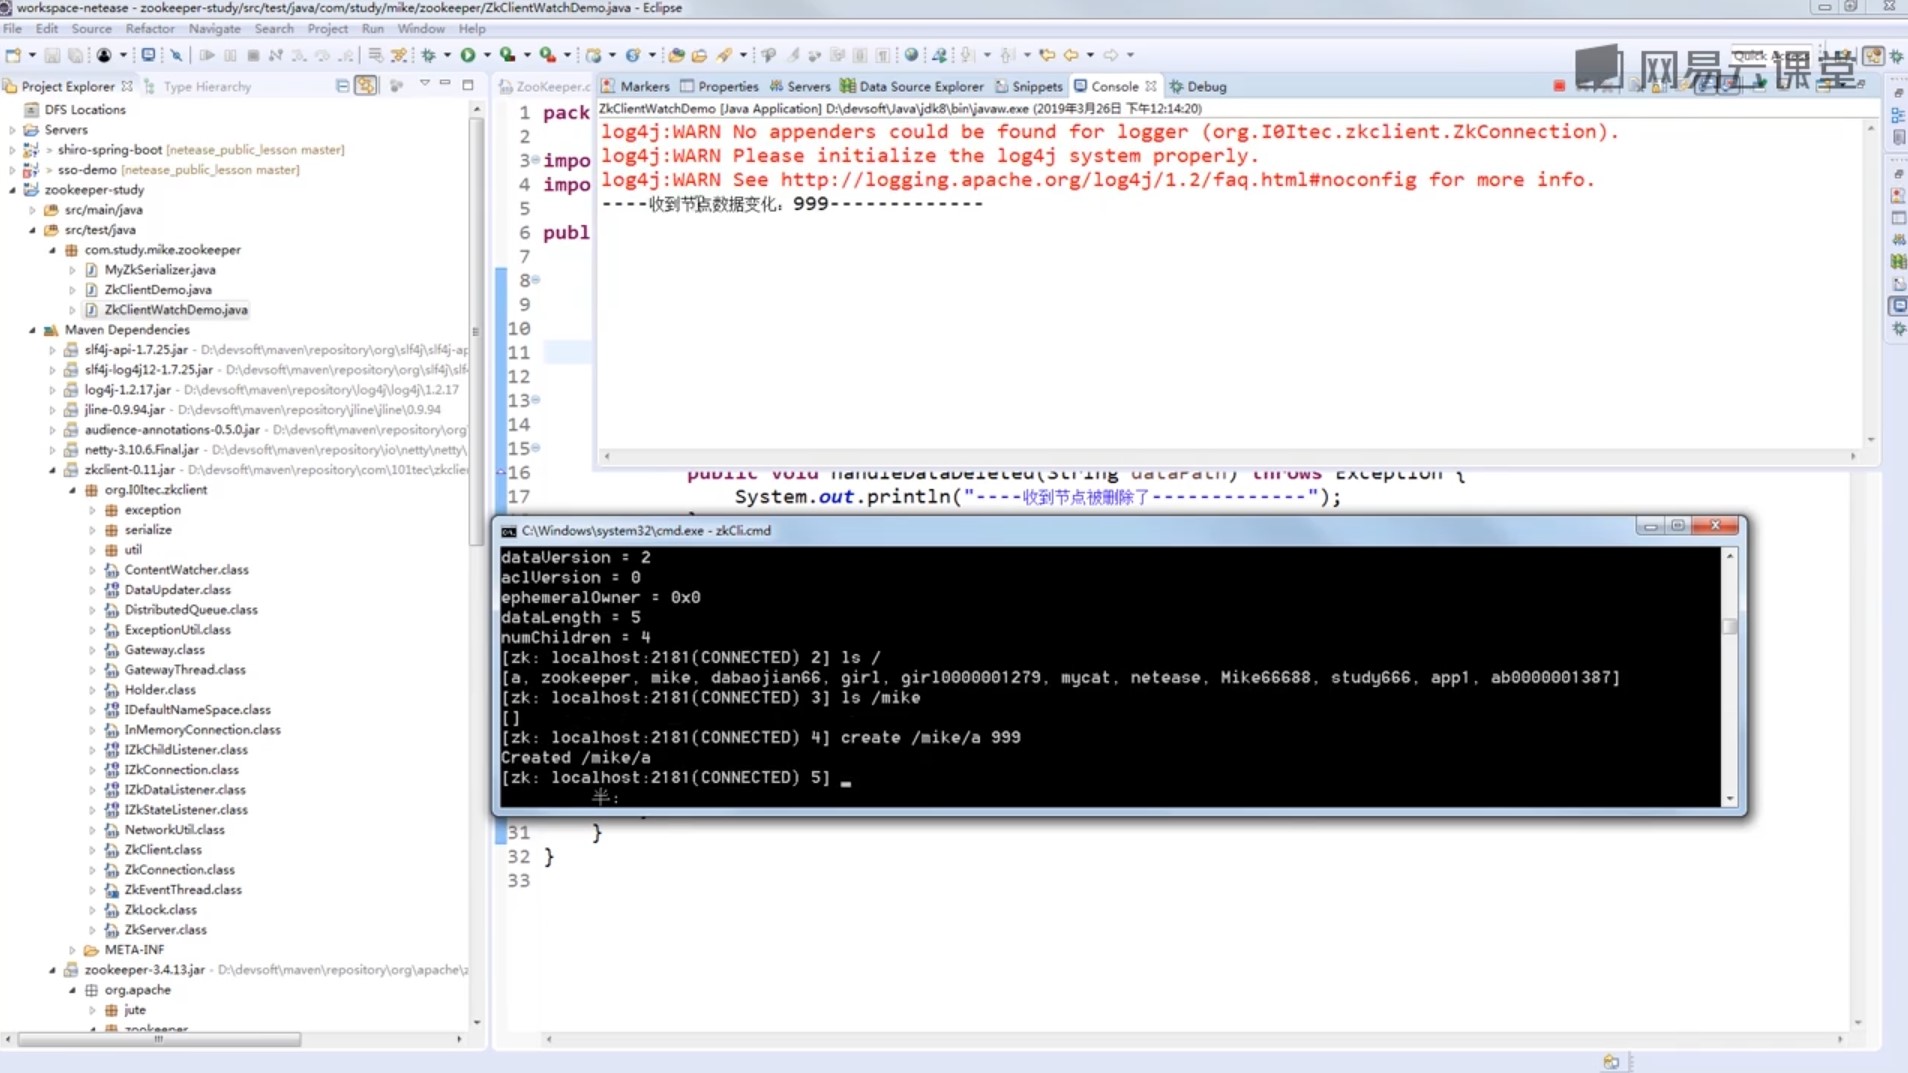 workspace-netease - zookeeper-study/src/test/java/com/study/mike/zookeeper/ZkClientWatchDemo.java - Eclipse
File Edit Source Refactor Navigate Search Project Run Window Help
Quick Access
网易云课堂
Project Explorer
Type Hierarchy
DFS Locations
Servers
> shiro-spring-boot [netease_public_lesson master]
> sso-demo [netease_public_lesson master]
zookeeper-study
src/main/java
src/test/java
com.study.mike.zookeeper
MyZkSerializer.java
ZkClientDemo.java
ZkClientWatchDemo.java
Maven Dependencies
slf4j-api-1.7.25.jar - D:\devsoft\maven\repository\org\slf4j\slf4j-ap
slf4j-log4j12-1.7.25.jar - D:\devsoft\maven\repository\org\slf4j\slf4
log4j-1.2.17.jar - D:\devsoft\maven\repository\log4j\log4j\1.2.17
jline-0.9.94.jar - D:\devsoft\maven\repository\jline\jline\0.9.94
audience-annotations-0.5.0.jar - D:\devsoft\maven\repository\org
netty-3.10.6.Final.jar - D:\devsoft\maven\repository\io\netty\netty\
zkclient-0.11.jar - D:\devsoft\maven\repository\com\101tec\zkclie
org.I0Itec.zkclient
exception
serialize
util
ContentWatcher.class
DataUpdater.class
DistributedQueue.class
ExceptionUtil.class
Gateway.class
GatewayThread.class
Holder.class
IDefaultNameSpace.class
InMemoryConnection.class
IZkChildListener.class
IZkConnection.class
IZkDataListener.class
IZkStateListener.class
NetworkUtil.class
ZkClient.class
ZkConnection.class
ZkEventThread.class
ZkLock.class
ZkServer.class
META-INF
zookeeper-3.4.13.jar - D:\devsoft\maven\repository\org\apache\z
org.apache
jute
zookeeper
ZooKeeper.c
Markers Properties Servers Data Source Explorer Snippets Console Debug
ZkClientWatchDemo [Java Application] D:\devsoft\Java\jdk8\bin\javaw.exe (2019年3月26日 下午12:14:20)
log4j:WARN No appenders could be found for logger (org.I0Itec.zkclient.ZkConnection).
log4j:WARN Please initialize the log4j system properly.
log4j:WARN See http://logging.apache.org/log4j/1.2/faq.html#noconfig for more info.
----收到节点数据变化：999-------------
1 pack
2
3 impo
4 impo
5
6 publ
7
8
9
10
11
12
13
14
15
16 public void handleDataDeleted(String dataPath) throws Exception {
17 System.out.println("----收到节点被删除了-------------");
C:\Windows\system32\cmd.exe - zkCli.cmd
dataVersion = 2
aclVersion = 0
ephemeralOwner = 0x0
dataLength = 5
numChildren = 4
[zk: localhost:2181(CONNECTED) 2] ls /
[a, zookeeper, mike, dabaojian66, girl, girl0000001279, mycat, netease, Mike66688, study666, app1, ab0000001387]
[zk: localhost:2181(CONNECTED) 3] ls /mike
[]
[zk: localhost:2181(CONNECTED) 4] create /mike/a 999
Created /mike/a
[zk: localhost:2181(CONNECTED) 5] _
半：
31 }
32 }
33